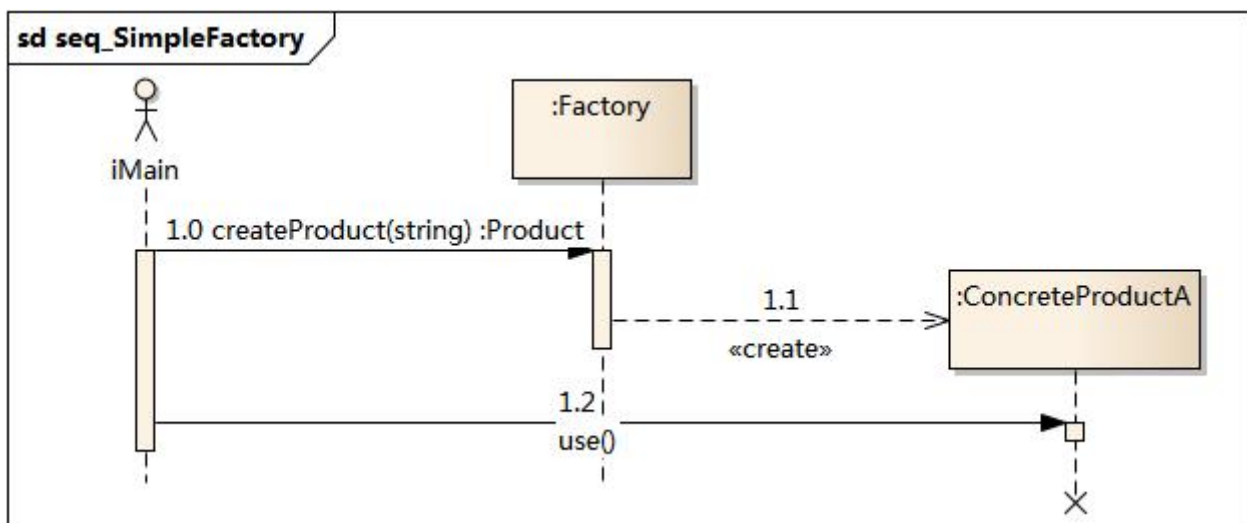 sd seq_SimpleFactory
iMain
:Factory
1.0 createProduct(string) :Product
:ConcreteProductA
1.1
«create»
1.2
use()